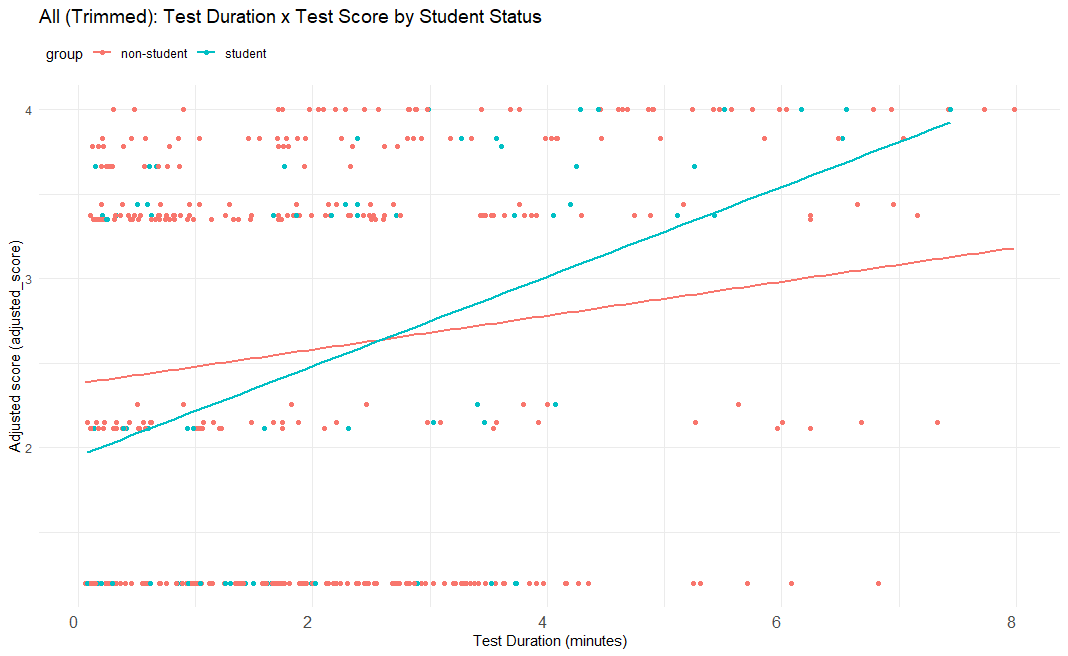 All (Trimmed): Test Duration x Test Score by Student Status
group non-student student
4
3
2
Adjusted score (adjusted_score)
0 2 4 6 8
Test Duration (minutes)